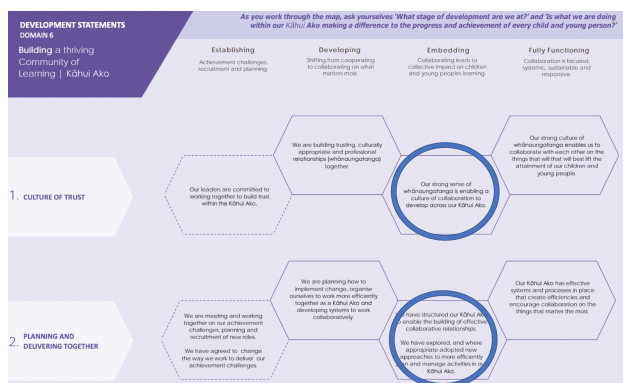 DEVELOPMENT STATEMENTS
DOMAIN 6
Building a thriving
Community of
Learning | Kāhui Ako
As you work through the map, ask yourselves 'What stage of development are we at?' and 'Is what we are doing
within our Kāhui Ako making a difference to the progress and achievement of every child and young person?'
Establishing
Achievement challenges,
recruitment and planning.
Developing
Shifting from cooperating
to collaborating on what
matters most.
Embedding
Collaborating leads to
collective impact on children
and young peoples learning.
Fully Functioning
Collaboration is focused,
systemic, sustainable and
responsive.
1. CULTURE OF TRUST
Our leaders are committed to
working together to build trust
within the Kāhui Ako.
We are building trusting, culturally
appropriate and professional
relationships (whānaungatanga)
together.
Our strong sense of
whānaungatanga is enabling a
culture of collaboration to
develop across our Kāhui Ako.
Our strong culture of
whānaungatanga enables us to
collaborate with each other on the
things that will that will best lift the
attainment of our children and
young people.
2. PLANNING AND
DELIVERING TOGETHER
We are meeting and working
together on our achievement
challenges, planning and
recruitment of new roles.
We have agreed to change
the way we work to deliver our
achievement challenges.
We are planning how to
implement change, organise
ourselves to work more efficiently
together as a Kāhui Ako and
developing systems to work
collaboratively.
have structured our Kāhui Ako
to enable the building of effective
collaborative relationships.
We have explored, and where
appropriate adopted new
approaches to more efficiently
and manage activities in our
Kāhui Ako.
Our Kāhui Ako has effective
systems and processes in place
that create efficiencies and
encourage collaboration on the
things that matter the most.